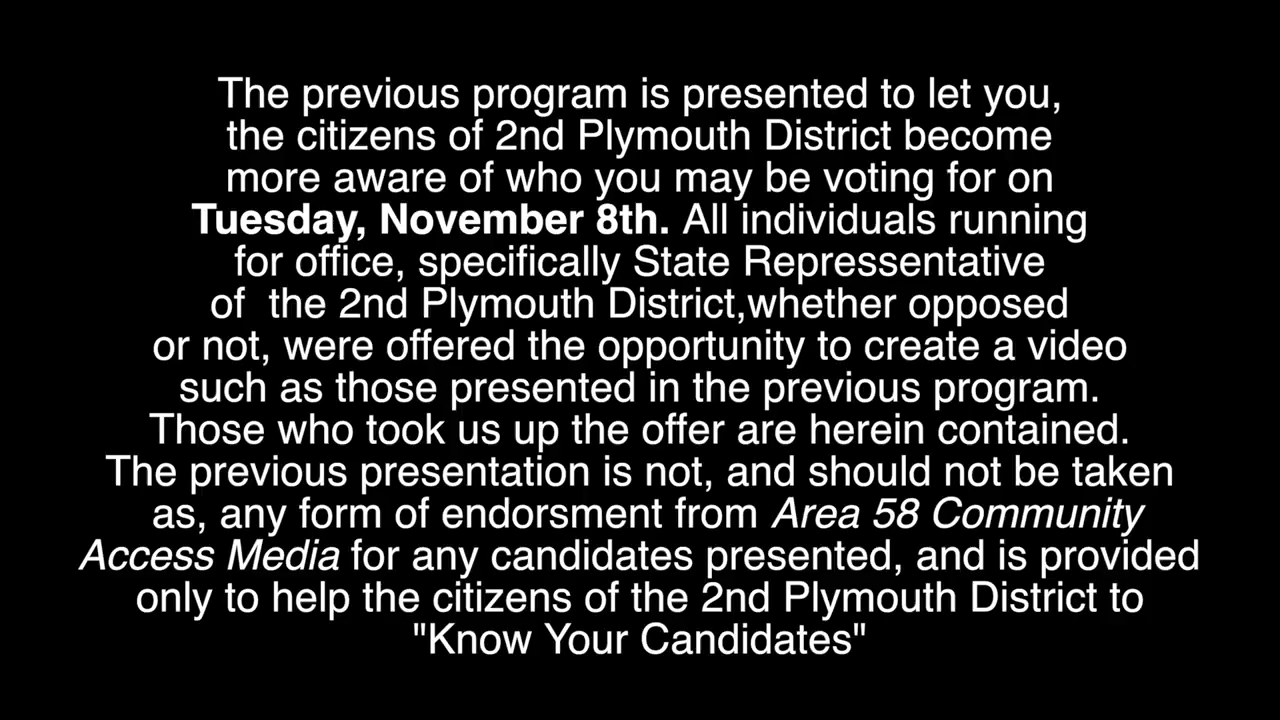 The previous program is presented to let you,
the citizens of 2nd Plymouth District become
more aware of who you may be voting for on
Tuesday, November 8th. All individuals running
for office, specifically State Representative
of  the 2nd Plymouth District,whether opposed
or not, were offered the opportunity to create a video
such as those presented in the previous program.
Those who took us up the offer are herein contained.
The previous presentation is not, and should not be taken
as, any form of endorsment from Area 58 Community
Access Media for any candidates presented, and is provided
only to help the citizens of the 2nd Plymouth District to
"Know Your Candidates"